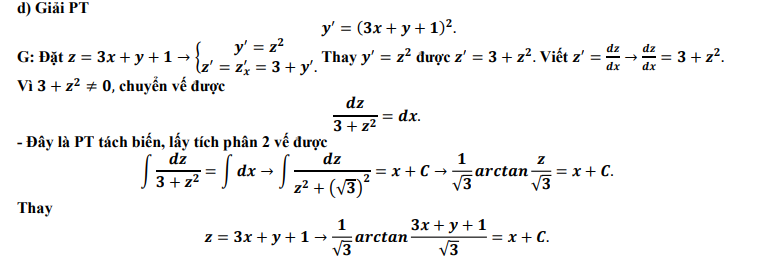 d) Giải PT
y′ = (3x + y + 1)².
G: Đặt z = 3x + y + 1 → { y′ = z² ; z′ = z′ₓ = 3 + y′. Thay y′ = z² được z′ = 3 + z². Viết z′ = dz/dx → dz/dx = 3 + z².
Vì 3 + z² ≠ 0, chuyển vế được
dz/(3 + z²) = dx.
- Đây là PT tách biến, lấy tích phân 2 vế được
∫ dz/(3 + z²) = ∫ dx → ∫ dz/(z² + (√3)²) = x + C → 1/√3 arctan z/√3 = x + C.
Thay
z = 3x + y + 1 → 1/√3 arctan (3x + y + 1)/√3 = x + C.